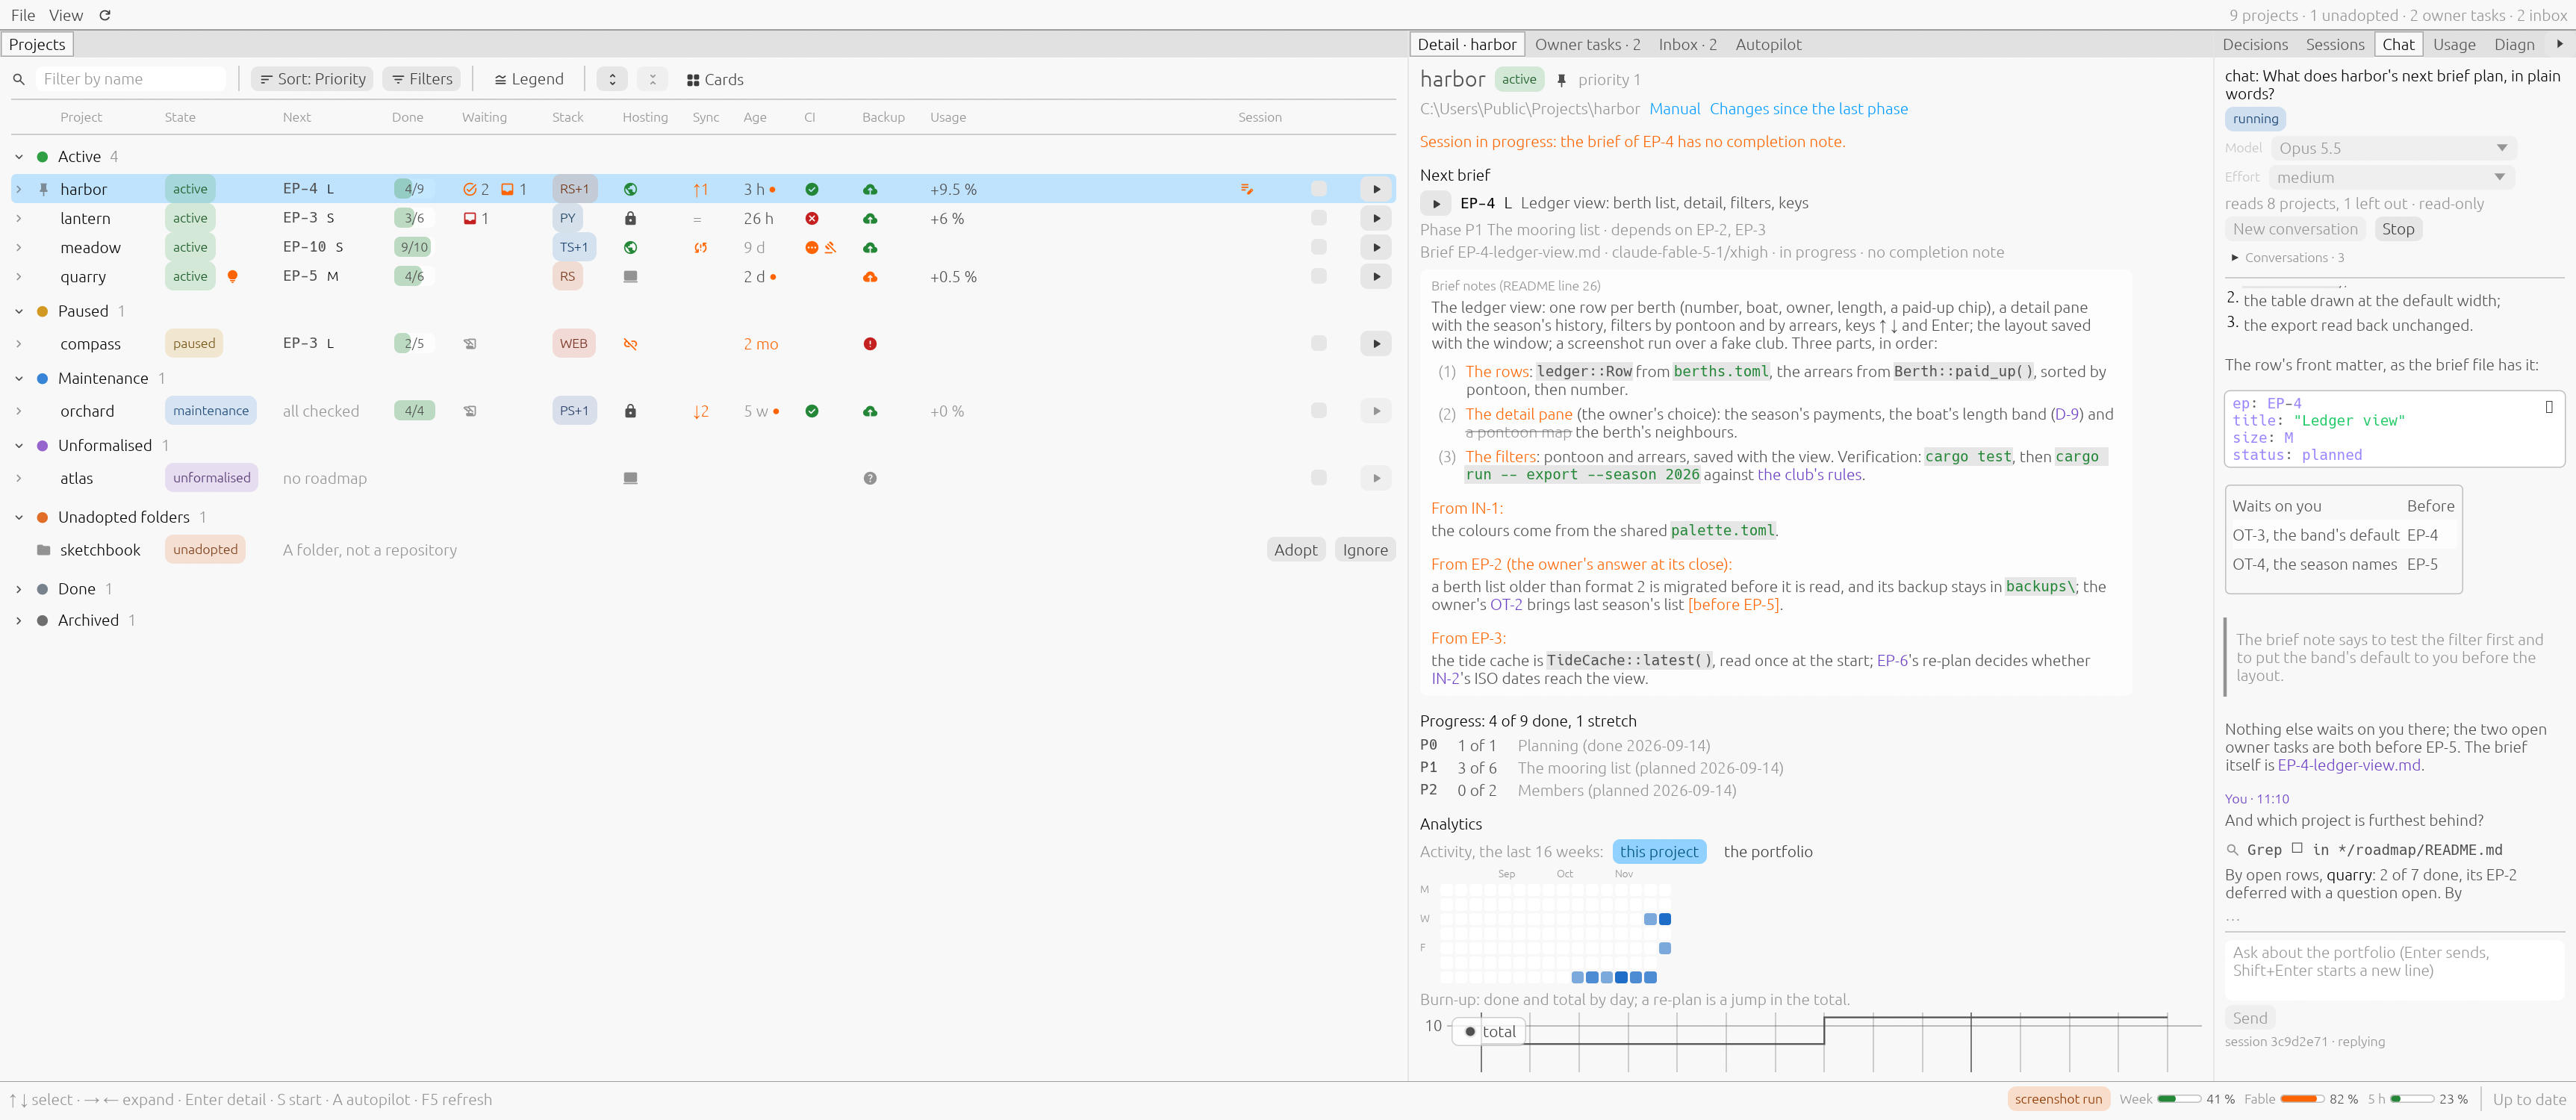 File View
9 projects · 1 unadopted · 2 owner tasks · 2 inbox
Projects
Filter by name Sort: Priority Filters Legend Cards
Project State Next Done Waiting Stack Hosting Sync Age CI Backup Usage Session
Active 4
harbor active EP-4 L 4/9 2 1 RS+1 ↑1 3 h +9.5 %
lantern active EP-3 S 3/6 1 PY = 26 h +6 %
meadow active EP-10 S 9/10 TS+1 9 d
quarry active EP-5 M 4/6 RS 2 d +0.5 %
Paused 1
compass paused EP-3 L 2/5 WEB 2 mo
Maintenance 1
orchard maintenance all checked 4/4 PS+1 ↓2 5 w +0 %
Unformalised 1
atlas unformalised no roadmap
Unadopted folders 1
sketchbook unadopted A folder, not a repository Adopt Ignore
Done 1
Archived 1
Detail · harbor Owner tasks · 2 Inbox · 2 Autopilot
harbor active priority 1
C:\Users\Public\Projects\harbor Manual Changes since the last phase
Session in progress: the brief of EP-4 has no completion note.
Next brief
EP-4 L Ledger view: berth list, detail, filters, keys
Phase P1 The mooring list · depends on EP-2, EP-3
Brief EP-4-ledger-view.md · claude-fable-5-1/xhigh · in progress · no completion note
Brief notes (README line 26)
The ledger view: one row per berth (number, boat, owner, length, a paid-up chip), a detail pane
with the season's history, filters by pontoon and by arrears, keys ↑↓ and Enter; the layout saved
with the window; a screenshot run over a fake club. Three parts, in order:
(1) The rows: ledger::Row from berths.toml, the arrears from Berth::paid_up(), sorted by
pontoon, then number.
(2) The detail pane (the owner's choice): the season's payments, the boat's length band (D-9) and
a pontoon map the berth's neighbours.
(3) The filters: pontoon and arrears, saved with the view. Verification: cargo test, then cargo
run -- export --season 2026 against the club's rules.
From IN-1:
the colours come from the shared palette.toml.
From EP-2 (the owner's answer at its close):
a berth list older than format 2 is migrated before it is read, and its backup stays in backups\; the
owner's OT-2 brings last season's list [before EP-5].
From EP-3:
the tide cache is TideCache::latest(), read once at the start; EP-6's re-plan decides whether
IN-2's ISO dates reach the view.
Progress: 4 of 9 done, 1 stretch
P0 1 of 1 Planning (done 2026-09-14)
P1 3 of 6 The mooring list (planned 2026-09-14)
P2 0 of 2 Members (planned 2026-09-14)
Analytics
Activity, the last 16 weeks: this project the portfolio
Sep Oct Nov
M
W
F
Burn-up: done and total by day; a re-plan is a jump in the total.
10 total
Decisions Sessions Chat Usage Diagn
chat: What does harbor's next brief plan, in plain
words?
running
Model Opus 5.5
Effort medium
reads 8 projects, 1 left out · read-only
New conversation Stop
Conversations · 3
2. the table drawn at the default width;
3. the export read back unchanged.
The row's front matter, as the brief file has it:
ep: EP-4
title: "Ledger view"
size: M
status: planned
Waits on you Before
OT-3, the band's default EP-4
OT-4, the season names EP-5
The brief note says to test the filter first and
to put the band's default to you before the
layout.
Nothing else waits on you there; the two open
owner tasks are both before EP-5. The brief
itself is EP-4-ledger-view.md.
You · 11:10
And which project is furthest behind?
Grep in */roadmap/README.md
By open rows, quarry: 2 of 7 done, its EP-2
deferred with a question open. By
…
Ask about the portfolio (Enter sends,
Shift+Enter starts a new line)
Send
session 3c9d2e71 · replying
↑↓ select · →← expand · Enter detail · S start · A autopilot · F5 refresh
screenshot run Week 41 % Fable 82 % 5 h 23 % Up to date